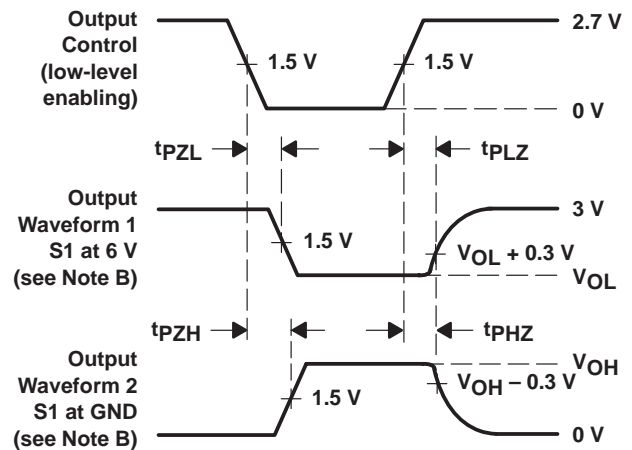 Output
Control
(low-level
enabling)
1.5 V
1.5 V
2.7 V
0 V
tPZL
tPLZ
Output
Waveform 1
S1 at 6 V
(see Note B)
1.5 V
3 V
VOL + 0.3 V
VOL
tPZH
tPHZ
Output
Waveform 2
S1 at GND
(see Note B)
1.5 V
VOH
VOH – 0.3 V
0 V